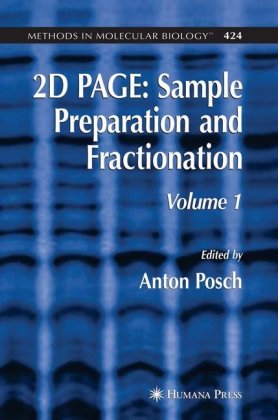 METHODS IN MOLECULAR BIOLOGY™ 424
2D PAGE: Sample
Preparation and
Fractionation
Volume 1
Edited by
Anton Posch
HUMANA PRESS